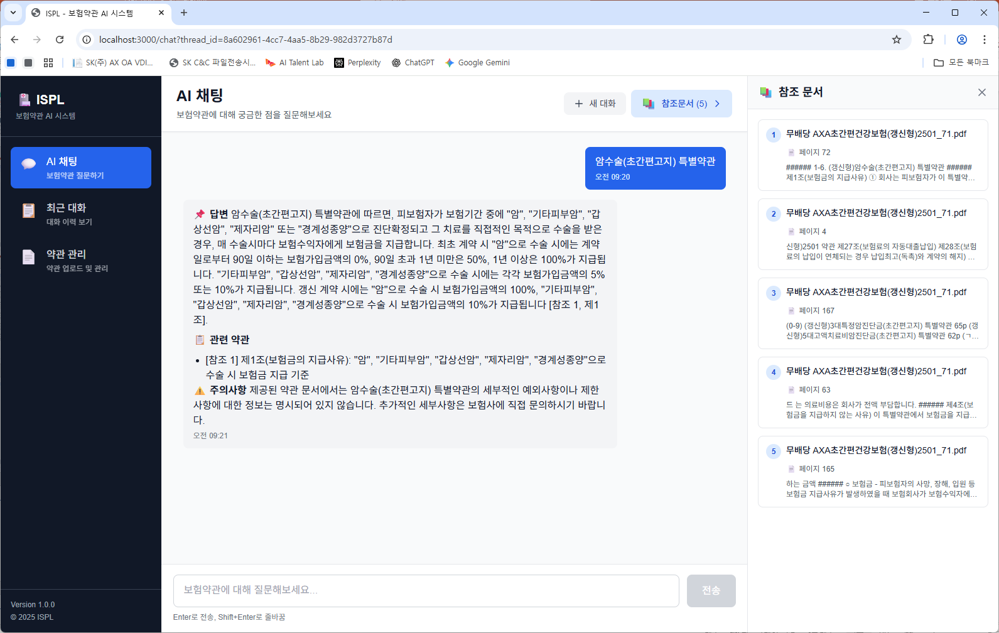 ISPL - 보험약관 AI 시스템
localhost:3000/chat?thread_id=8a602961-4cc7-4aa5-8b29-982d3727b87d
SK(주) AX OA VDI...
SK C&C 파일전송시...
AI Talent Lab
Perplexity
ChatGPT
Google Gemini
모든 북마크
ISPL
보험약관 AI 시스템
AI 채팅
보험약관 질문하기
최근 대화
대화 이력 보기
약관 관리
약관 업로드 및 관리
Version 1.0.0
© 2025 ISPL
AI 채팅
보험약관에 대해 궁금한 점을 질문해보세요
+ 새 대화
참조문서 (5)
암수술(초간편고지) 특별약관
오전 09:20
답변 암수술(초간편고지) 특별약관에 따르면, 피보험자가 보험기간 중에 "암", "기타피부암", "갑
상선암", "제자리암" 또는 "경계성종양"으로 진단확정되고 그 치료를 직접적인 목적으로 수술을 받은
경우, 매 수술시마다 보험수익자에게 보험금을 지급합니다. 최초 계약 시 "암"으로 수술 시에는 계약
일로부터 90일 이하는 보험가입금액의 0%, 90일 초과 1년 미만은 50%, 1년 이상은 100%가 지급됩
니다. "기타피부암", "갑상선암", "제자리암", "경계성종양"으로 수술 시에는 각각 보험가입금액의 5%
또는 10%가 지급됩니다. 갱신 계약 시에는 "암"으로 수술 시 보험가입금액의 100%, "기타피부암",
"갑상선암", "제자리암", "경계성종양"으로 수술 시 보험가입금액의 10%가 지급됩니다 [참조 1, 제1
조].
관련 약관
• [참조 1] 제1조(보험금의 지급사유): "암", "기타피부암", "갑상선암", "제자리암", "경계성종양"으로
수술 시 보험금 지급 기준
주의사항 제공된 약관 문서에서는 암수술(초간편고지) 특별약관의 세부적인 예외사항이나 제한
사항에 대한 정보는 명시되어 있지 않습니다. 추가적인 세부사항은 보험사에 직접 문의하시기 바랍니
다.
오전 09:21
보험약관에 대해 질문해보세요...
전송
Enter로 전송, Shift+Enter로 줄바꿈
참조 문서
1 무배당 AXA초간편건강보험(갱신형)2501_71.pdf
페이지 72
###### 1-6. (갱신형)암수술(초간편고지) 특별약관 ######
제1조(보험금의 지급사유) ① 회사는 피보험자가 이 특별약...
2 무배당 AXA초간편건강보험(갱신형)2501_71.pdf
페이지 4
신형)2501 약관 제27조(보험료의 자동대출납입) 제28조(보험
료의 납입이 연체되는 경우 납입최고(독촉)와 계약의 해지) ...
3 무배당 AXA초간편건강보험(갱신형)2501_71.pdf
페이지 167
(0-9) (갱신형)3대특정암진단금(초간편고지) 특별약관 65p (갱
신형)5대고액치료비암진단금(초간편고지) 특별약관 62p (ㄱ...
4 무배당 AXA초간편건강보험(갱신형)2501_71.pdf
페이지 63
드 는 의료비용은 회사가 전액 부담합니다. ###### 제4조(보
험금을 지급하지 않는 사유) 이 특별약관에서 보험금을 지급...
5 무배당 AXA초간편건강보험(갱신형)2501_71.pdf
페이지 165
하는 금액 ###### ○ 보험금 - 피보험자의 사망, 장해, 입원 등
보험금 지급사유가 발생하였을 때 보험회사가 보험수익자에...